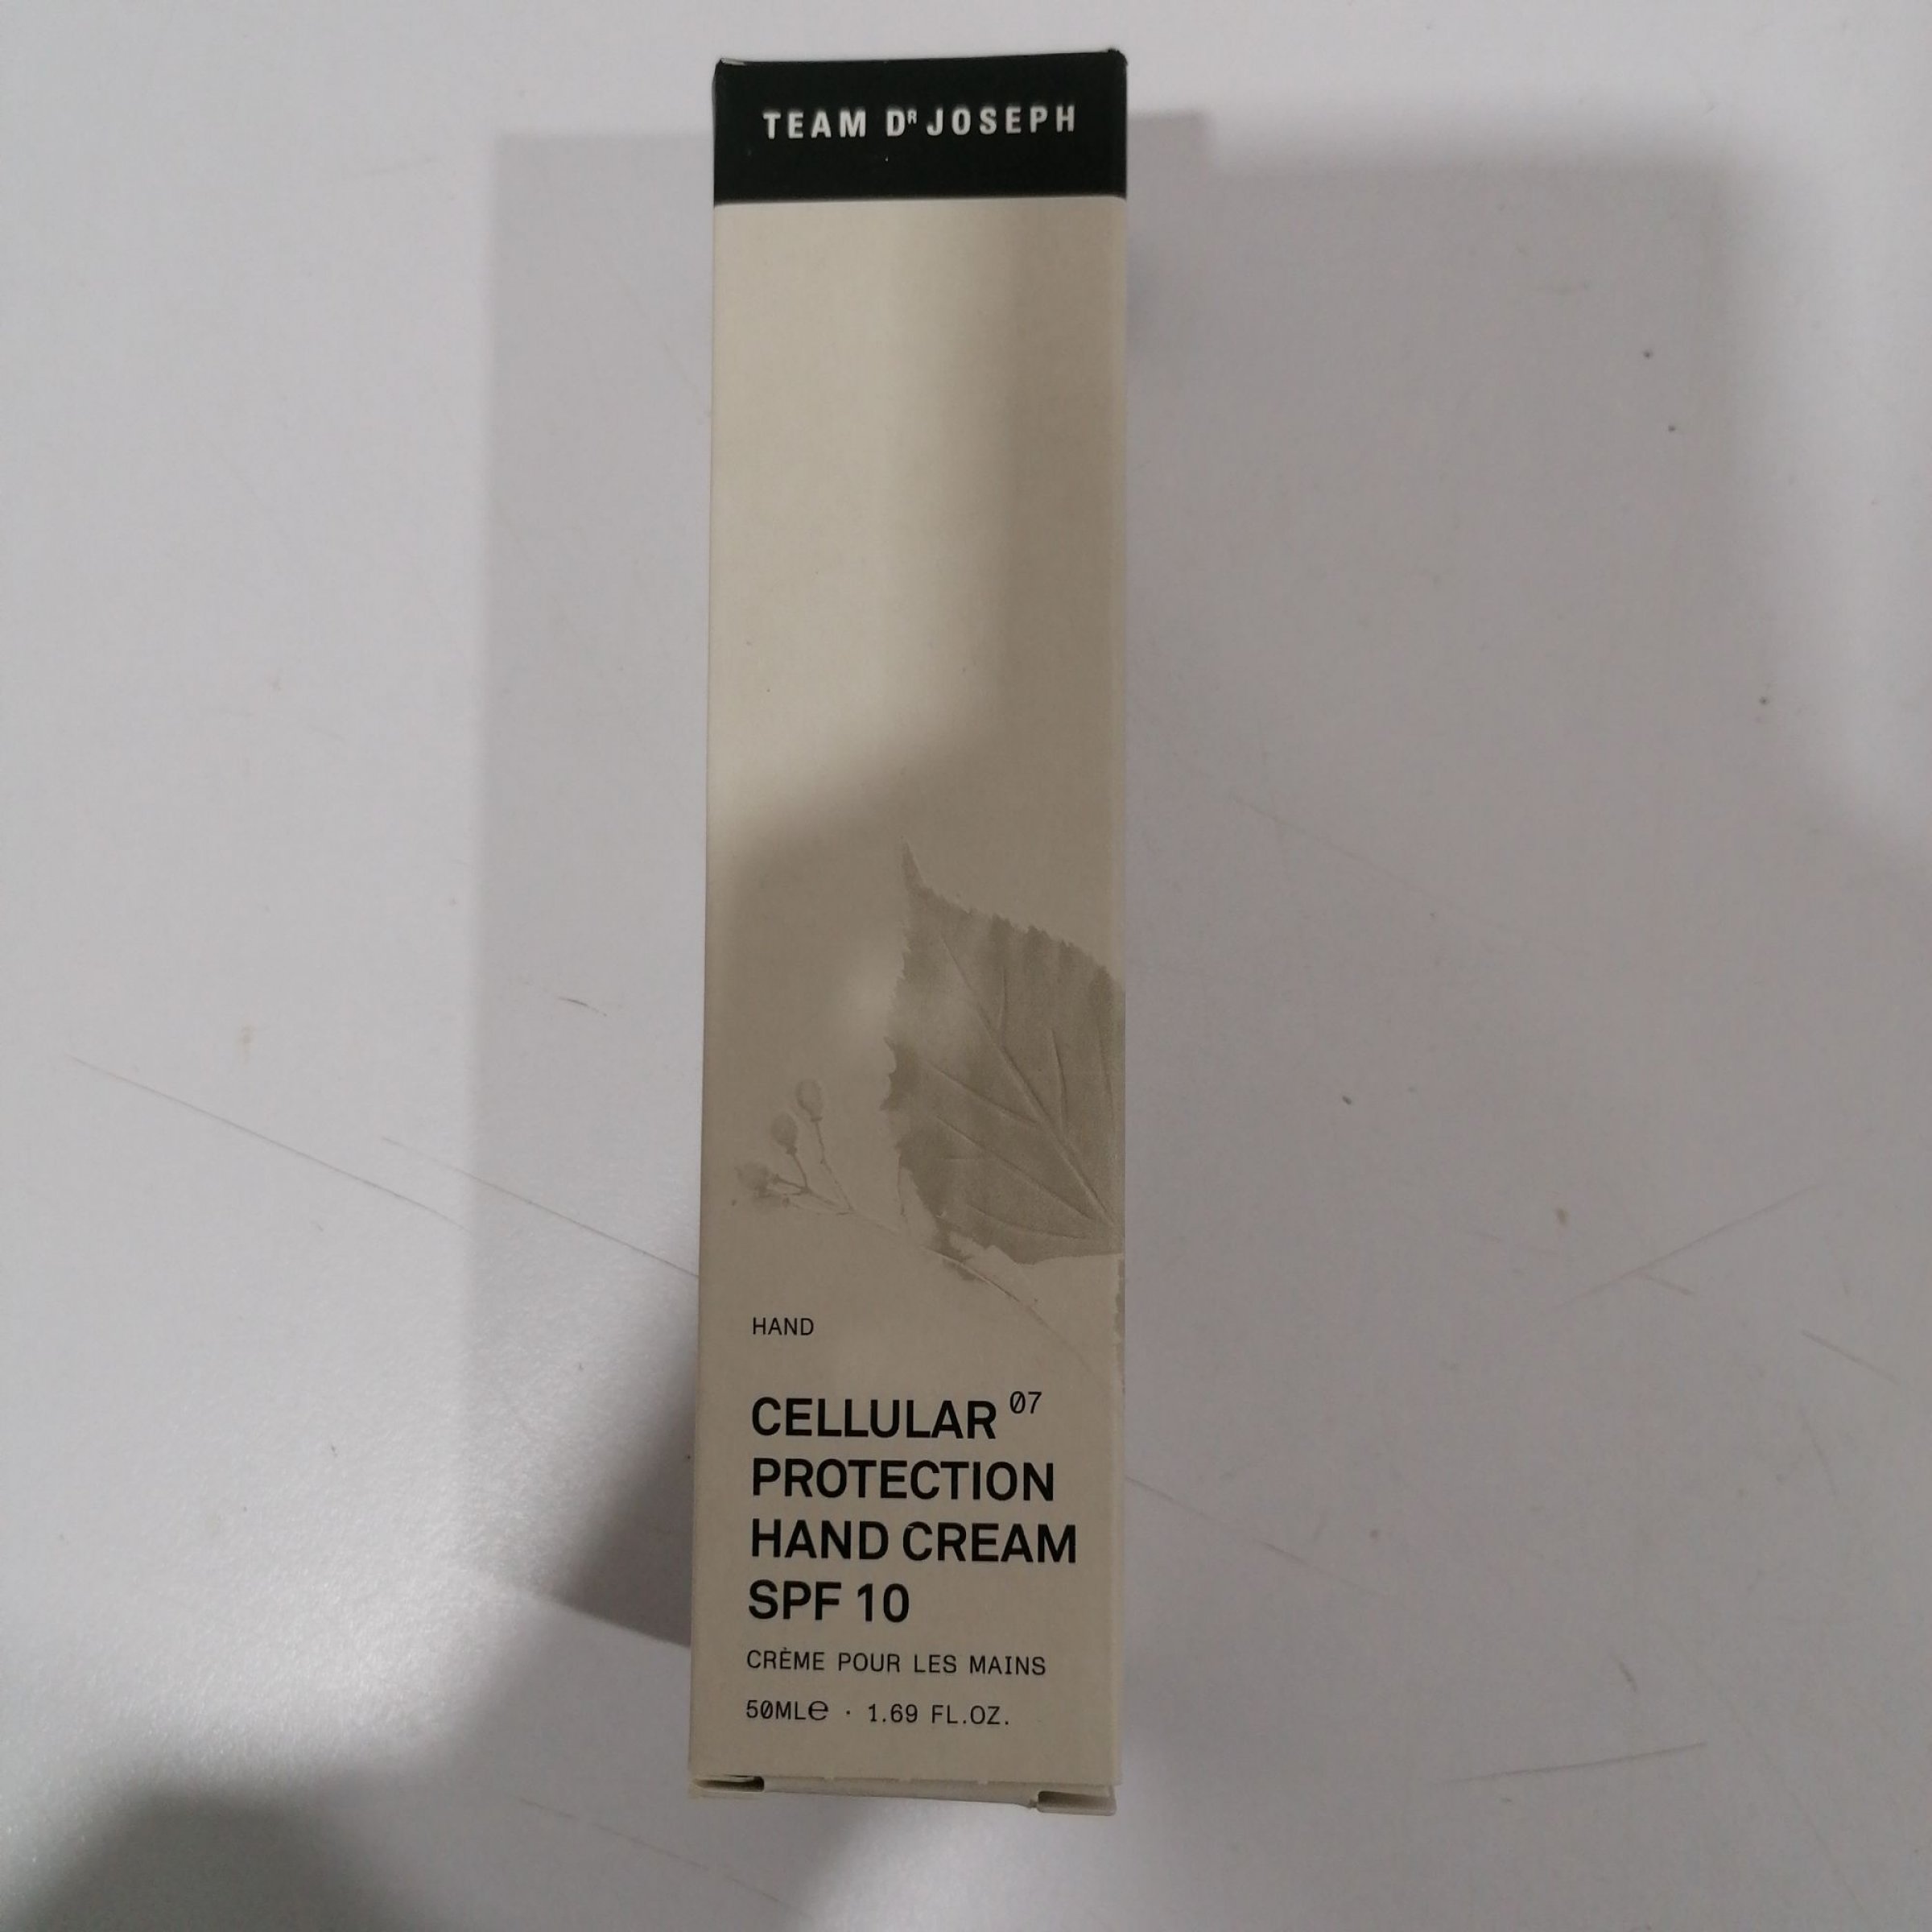 TEAM Dᴿ JOSEPH
HAND
CELLULAR 07
PROTECTION
HAND CREAM
SPF 10
CRÈME POUR LES MAINS
50ML℮ · 1.69 FL.OZ.